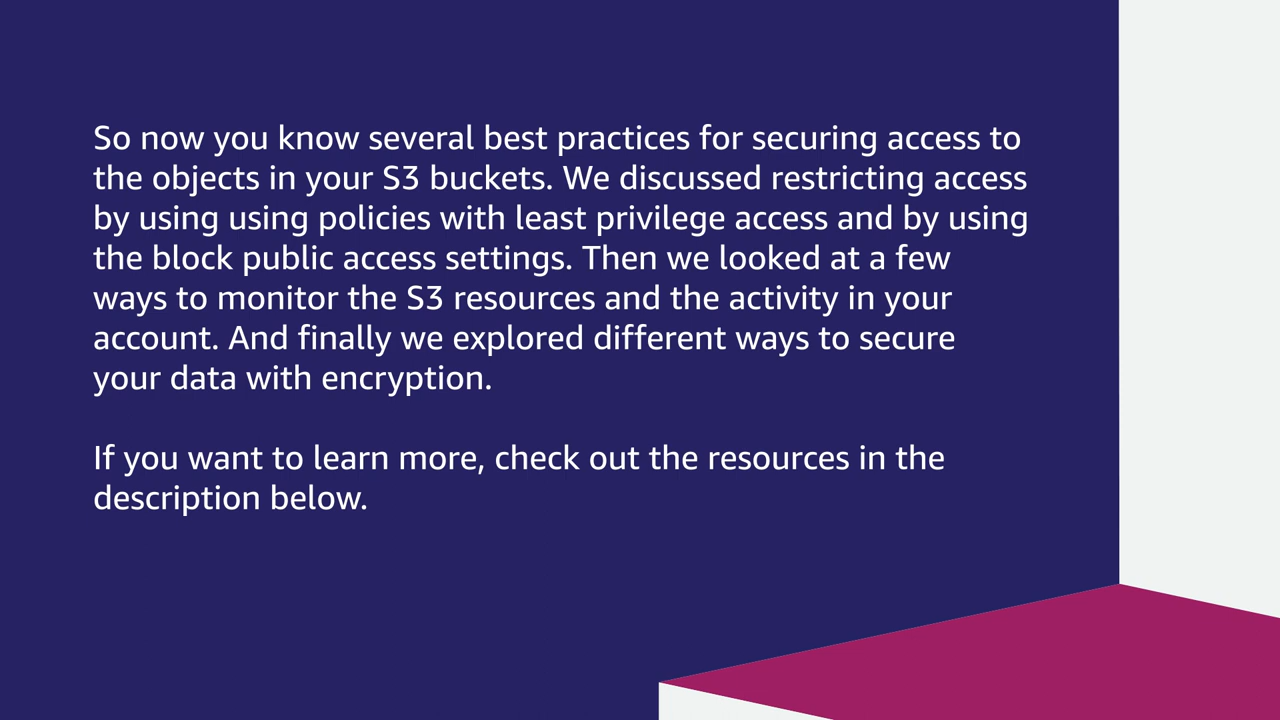 So now you know several best practices for securing access to
the objects in your S3 buckets. We discussed restricting access
by using using policies with least privilege access and by using
the block public access settings. Then we looked at a few
ways to monitor the S3 resources and the activity in your
account. And finally we explored different ways to secure
your data with encryption.
If you want to learn more, check out the resources in the
description below.